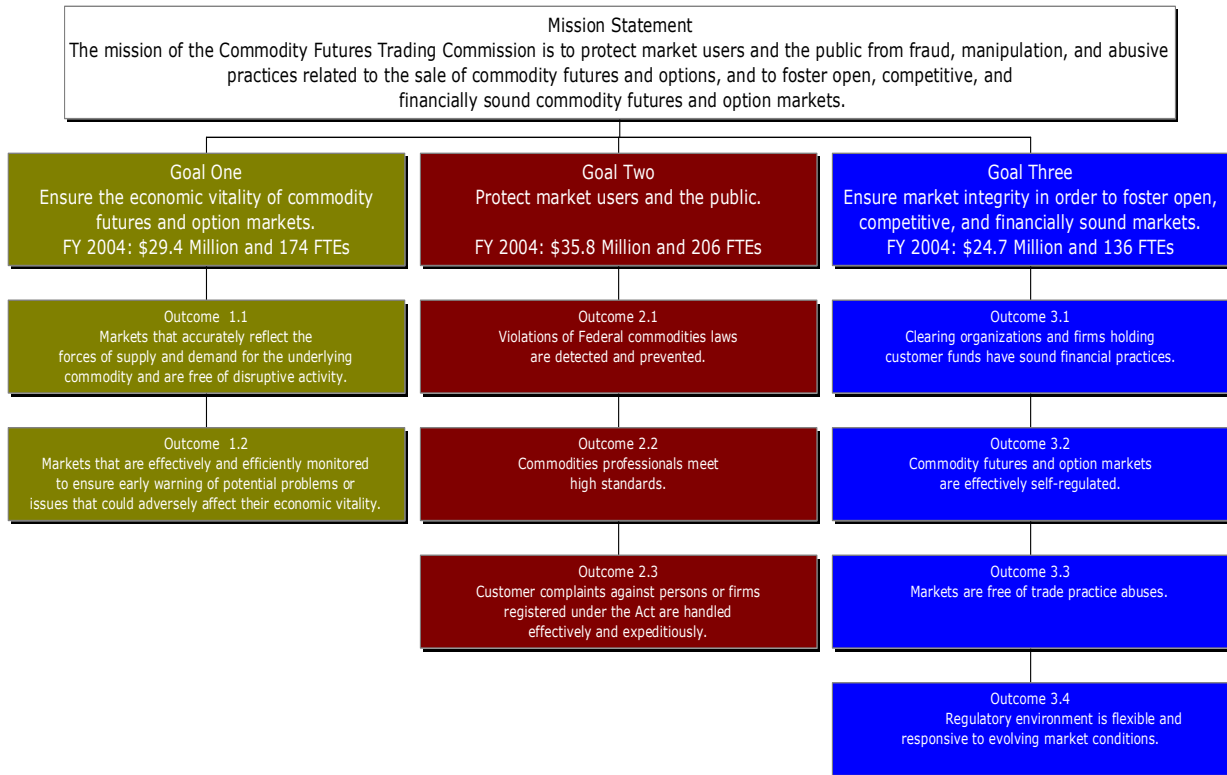 Mission Statement
The mission of the Commodity Futures Trading Commission is to protect market users and the public from fraud, manipulation, and abusive
practices related to the sale of commodity futures and options, and to foster open, competitive, and
financially sound commodity futures and option markets.
Goal One
Ensure the economic vitality of commodity
futures and option markets.
FY 2004: $29.4 Million and 174 FTEs
Outcome 1.1
Markets that accurately reflect the
forces of supply and demand for the underlying
commodity and are free of disruptive activity.
Outcome 1.2
Markets that are effectively and efficiently monitored
to ensure early warning of potential problems or
issues that could adversely affect their economic vitality.
Goal Two
Protect market users and the public.
FY 2004: $35.8 Million and 206 FTEs
Outcome 2.1
Violations of Federal commodities laws
are detected and prevented.
Outcome 2.2
Commodities professionals meet
high standards.
Outcome 2.3
Customer complaints against persons or firms
registered under the Act are handled
effectively and expeditiously.
Goal Three
Ensure market integrity in order to foster open,
competitive, and financially sound markets.
FY 2004: $24.7 Million and 136 FTEs
Outcome 3.1
Clearing organizations and firms holding
customer funds have sound financial practices.
Outcome 3.2
Commodity futures and option markets
are effectively self-regulated.
Outcome 3.3
Markets are free of trade practice abuses.
Outcome 3.4
Regulatory environment is flexible and
responsive to evolving market conditions.